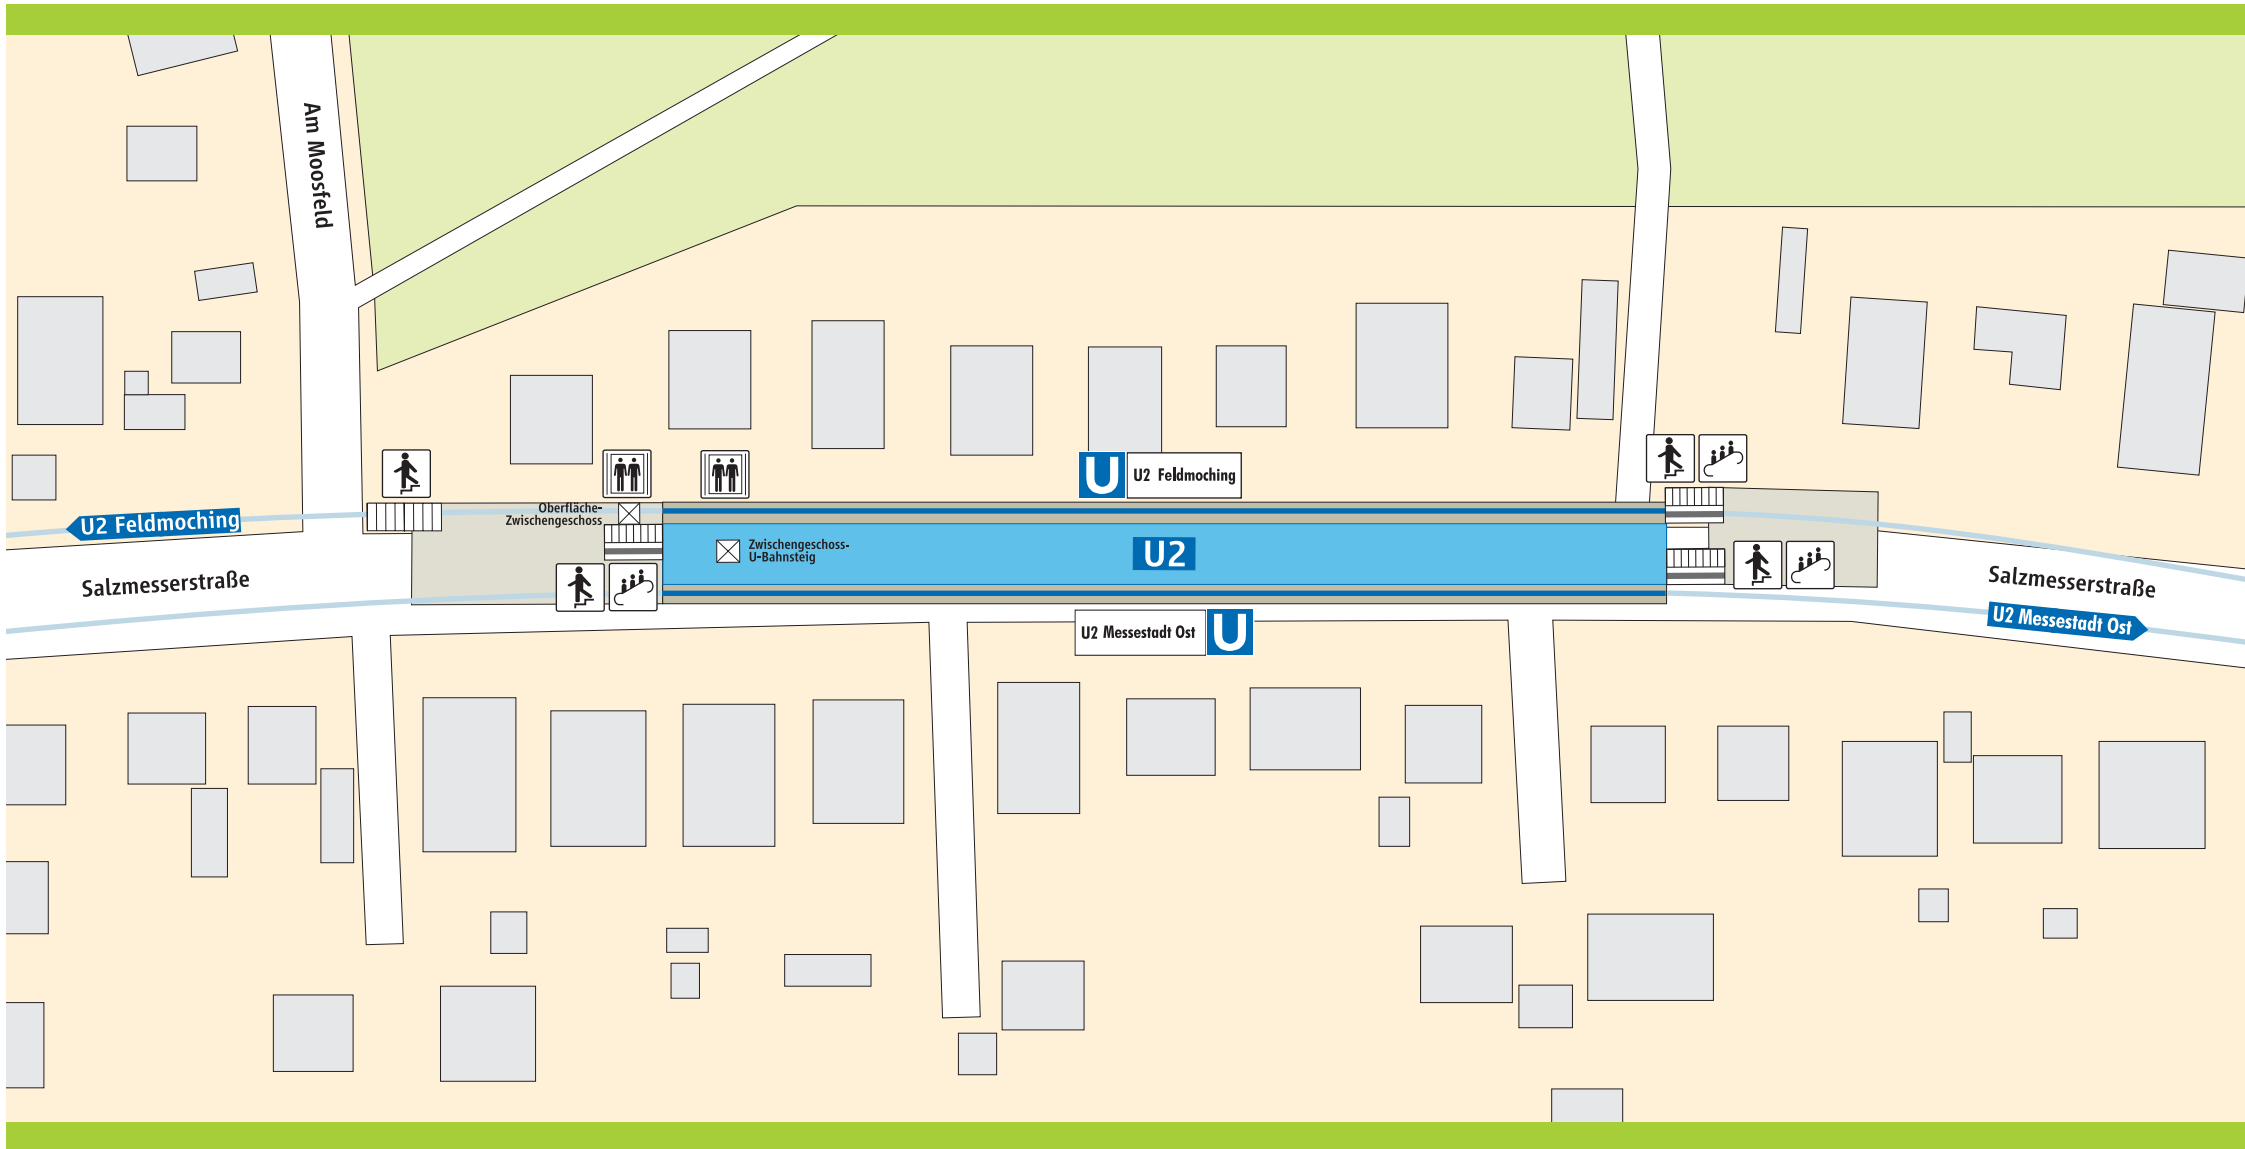 Am Moosfeld
U
U2 Feldmoching
U2 Feldmoching
Oberfläche-
Zwischengeschoss
Zwischengeschoss-
U-Bahnsteig
U2
Salzmesserstraße
Salzmesserstraße
U2 Messestadt Ost
U2 Messestadt Ost
U